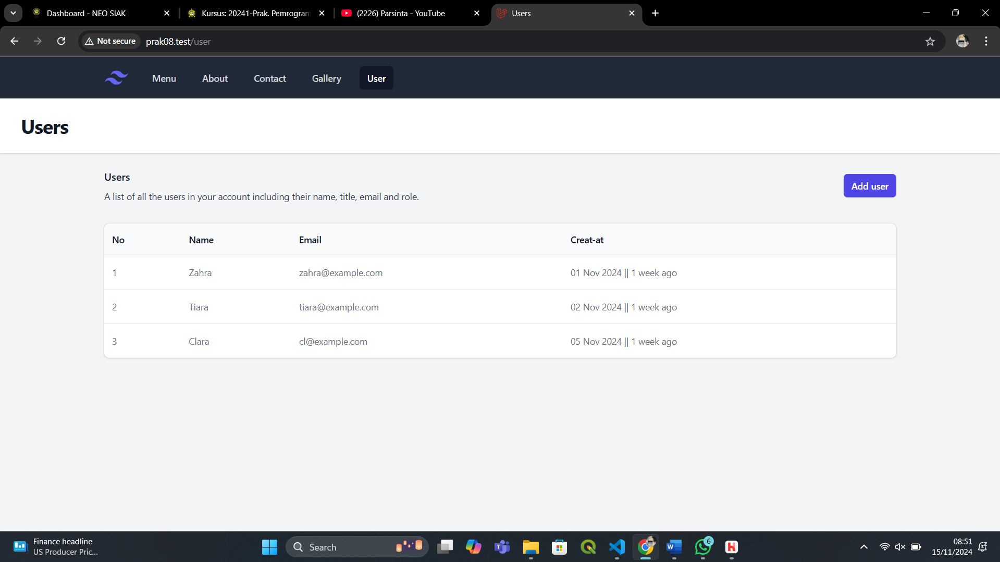 Dashboard - NEO SIAK
Kursus: 20241-Prak. Pemrogram
(2226) Parsinta - YouTube
Users
Not secure
prak08.test/user
Menu About Contact Gallery User
Users
Users
Add user
A list of all the users in your account including their name, title, email and role.
No Name Email Creat-at
1 Zahra zahra@example.com 01 Nov 2024 || 1 week ago
2 Tiara tiara@example.com 02 Nov 2024 || 1 week ago
3 Clara cl@example.com 05 Nov 2024 || 1 week ago
Finance headline
US Producer Pric...
Search
6
08:51
15/11/2024